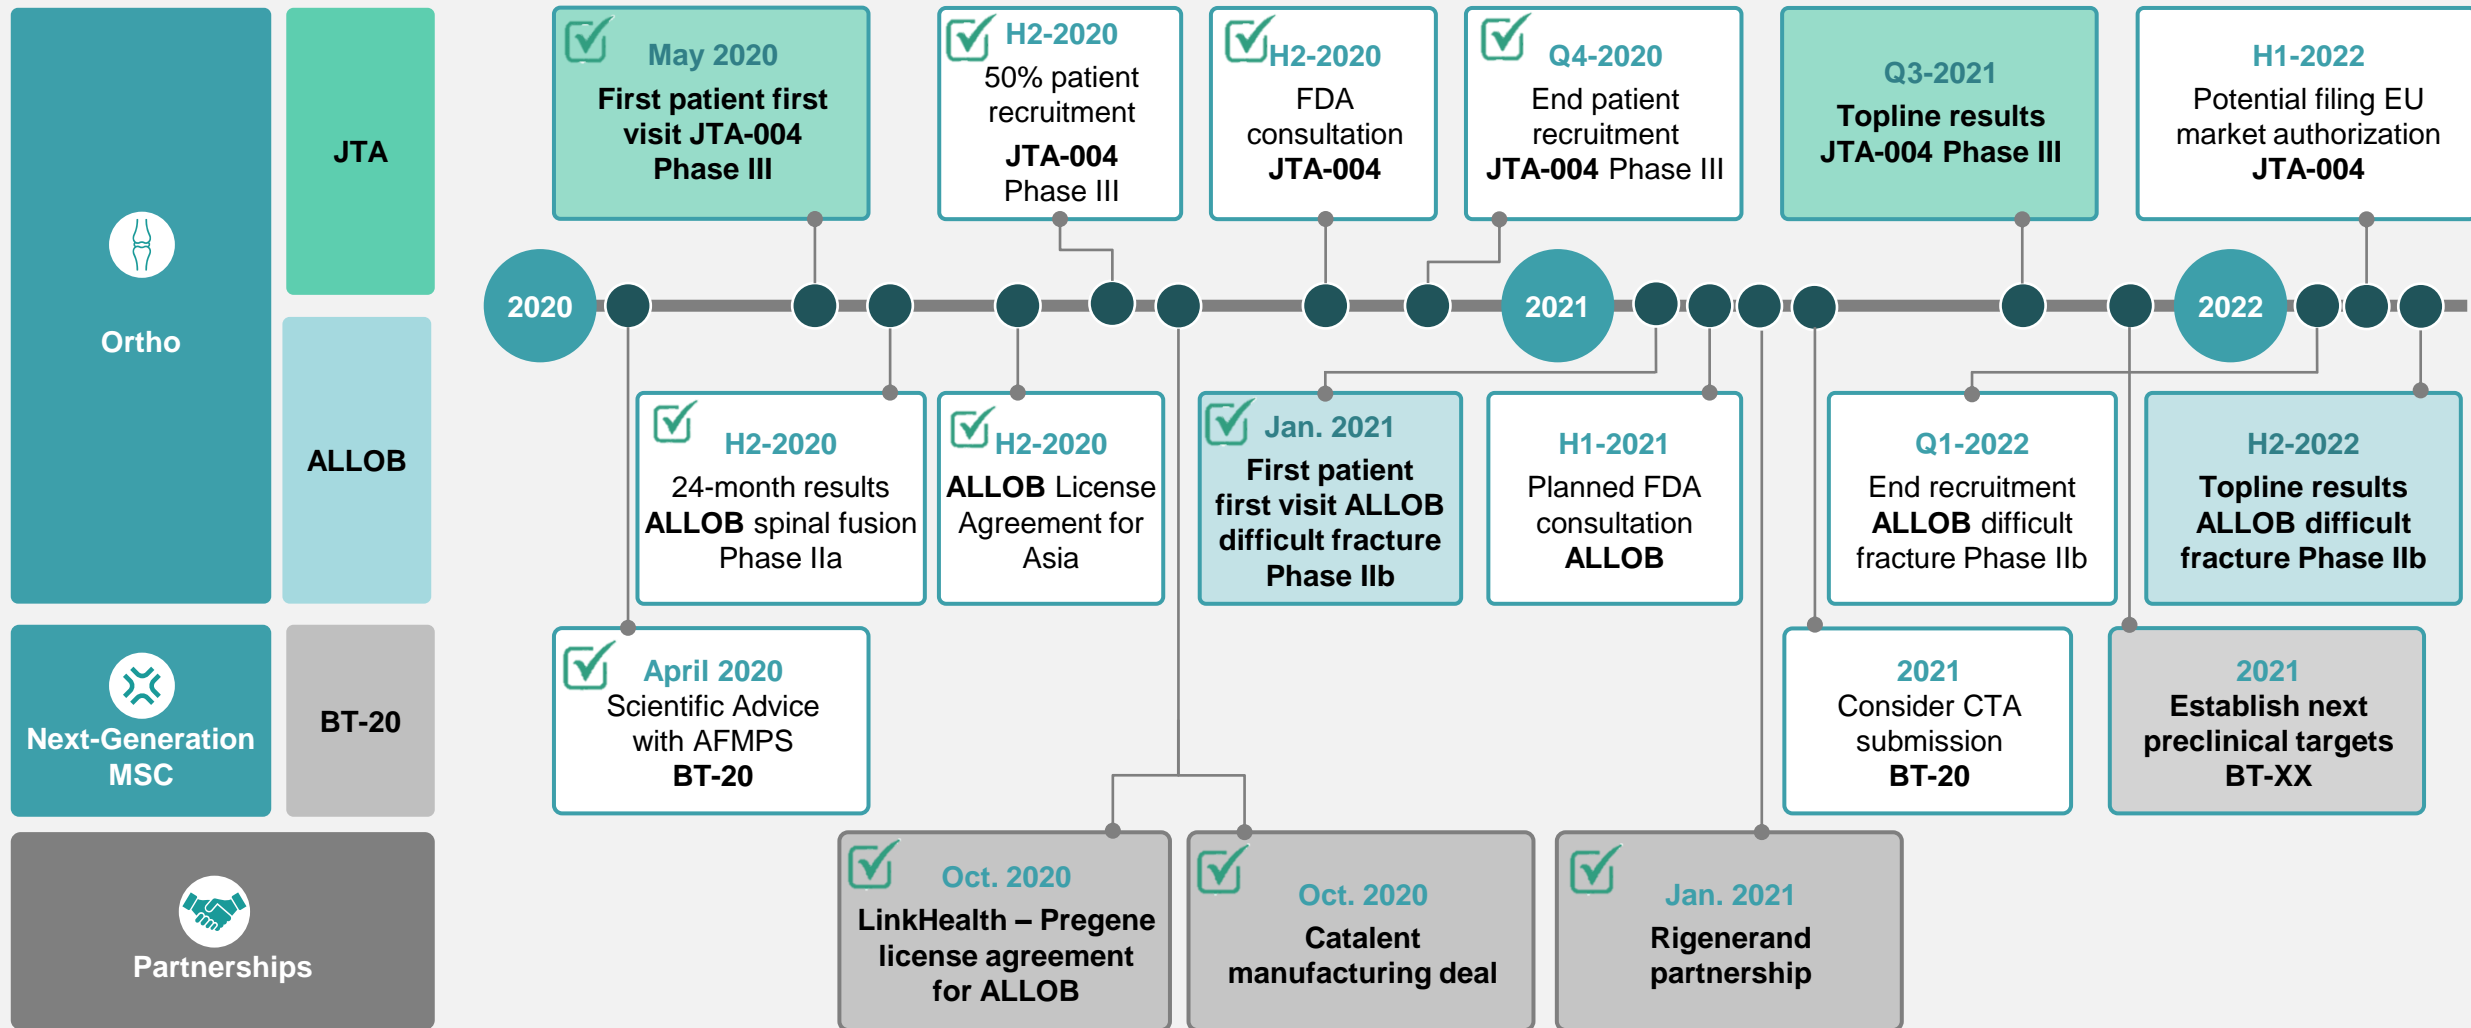 JTA
Ortho
ALLOB
Next-Generation
MSC
BT-20
Partnerships
May 2020
First patient first
visit JTA-004
Phase III
H2-2020
50% patient
recruitment
JTA-004
Phase III
H2-2020
FDA
consultation
JTA-004
Q4-2020
End patient
recruitment
JTA-004 Phase III
Q3-2021
Topline results
JTA-004 Phase III
H1-2022
Potential filing EU
market authorization
JTA-004
2020
2021
2022
H2-2020
24-month results
ALLOB spinal fusion
Phase IIa
H2-2020
ALLOB License
Agreement for
Asia
Jan. 2021
First patient
first visit ALLOB
difficult fracture
Phase IIb
H1-2021
Planned FDA
consultation
ALLOB
Q1-2022
End recruitment
ALLOB difficult
fracture Phase IIb
H2-2022
Topline results
ALLOB difficult
fracture Phase IIb
April 2020
Scientific Advice
with AFMPS
BT-20
2021
Consider CTA
submission
BT-20
2021
Establish next
preclinical targets
BT-XX
Oct. 2020
LinkHealth – Pregene
license agreement
for ALLOB
Oct. 2020
Catalent
manufacturing deal
Jan. 2021
Rigenerand
partnership